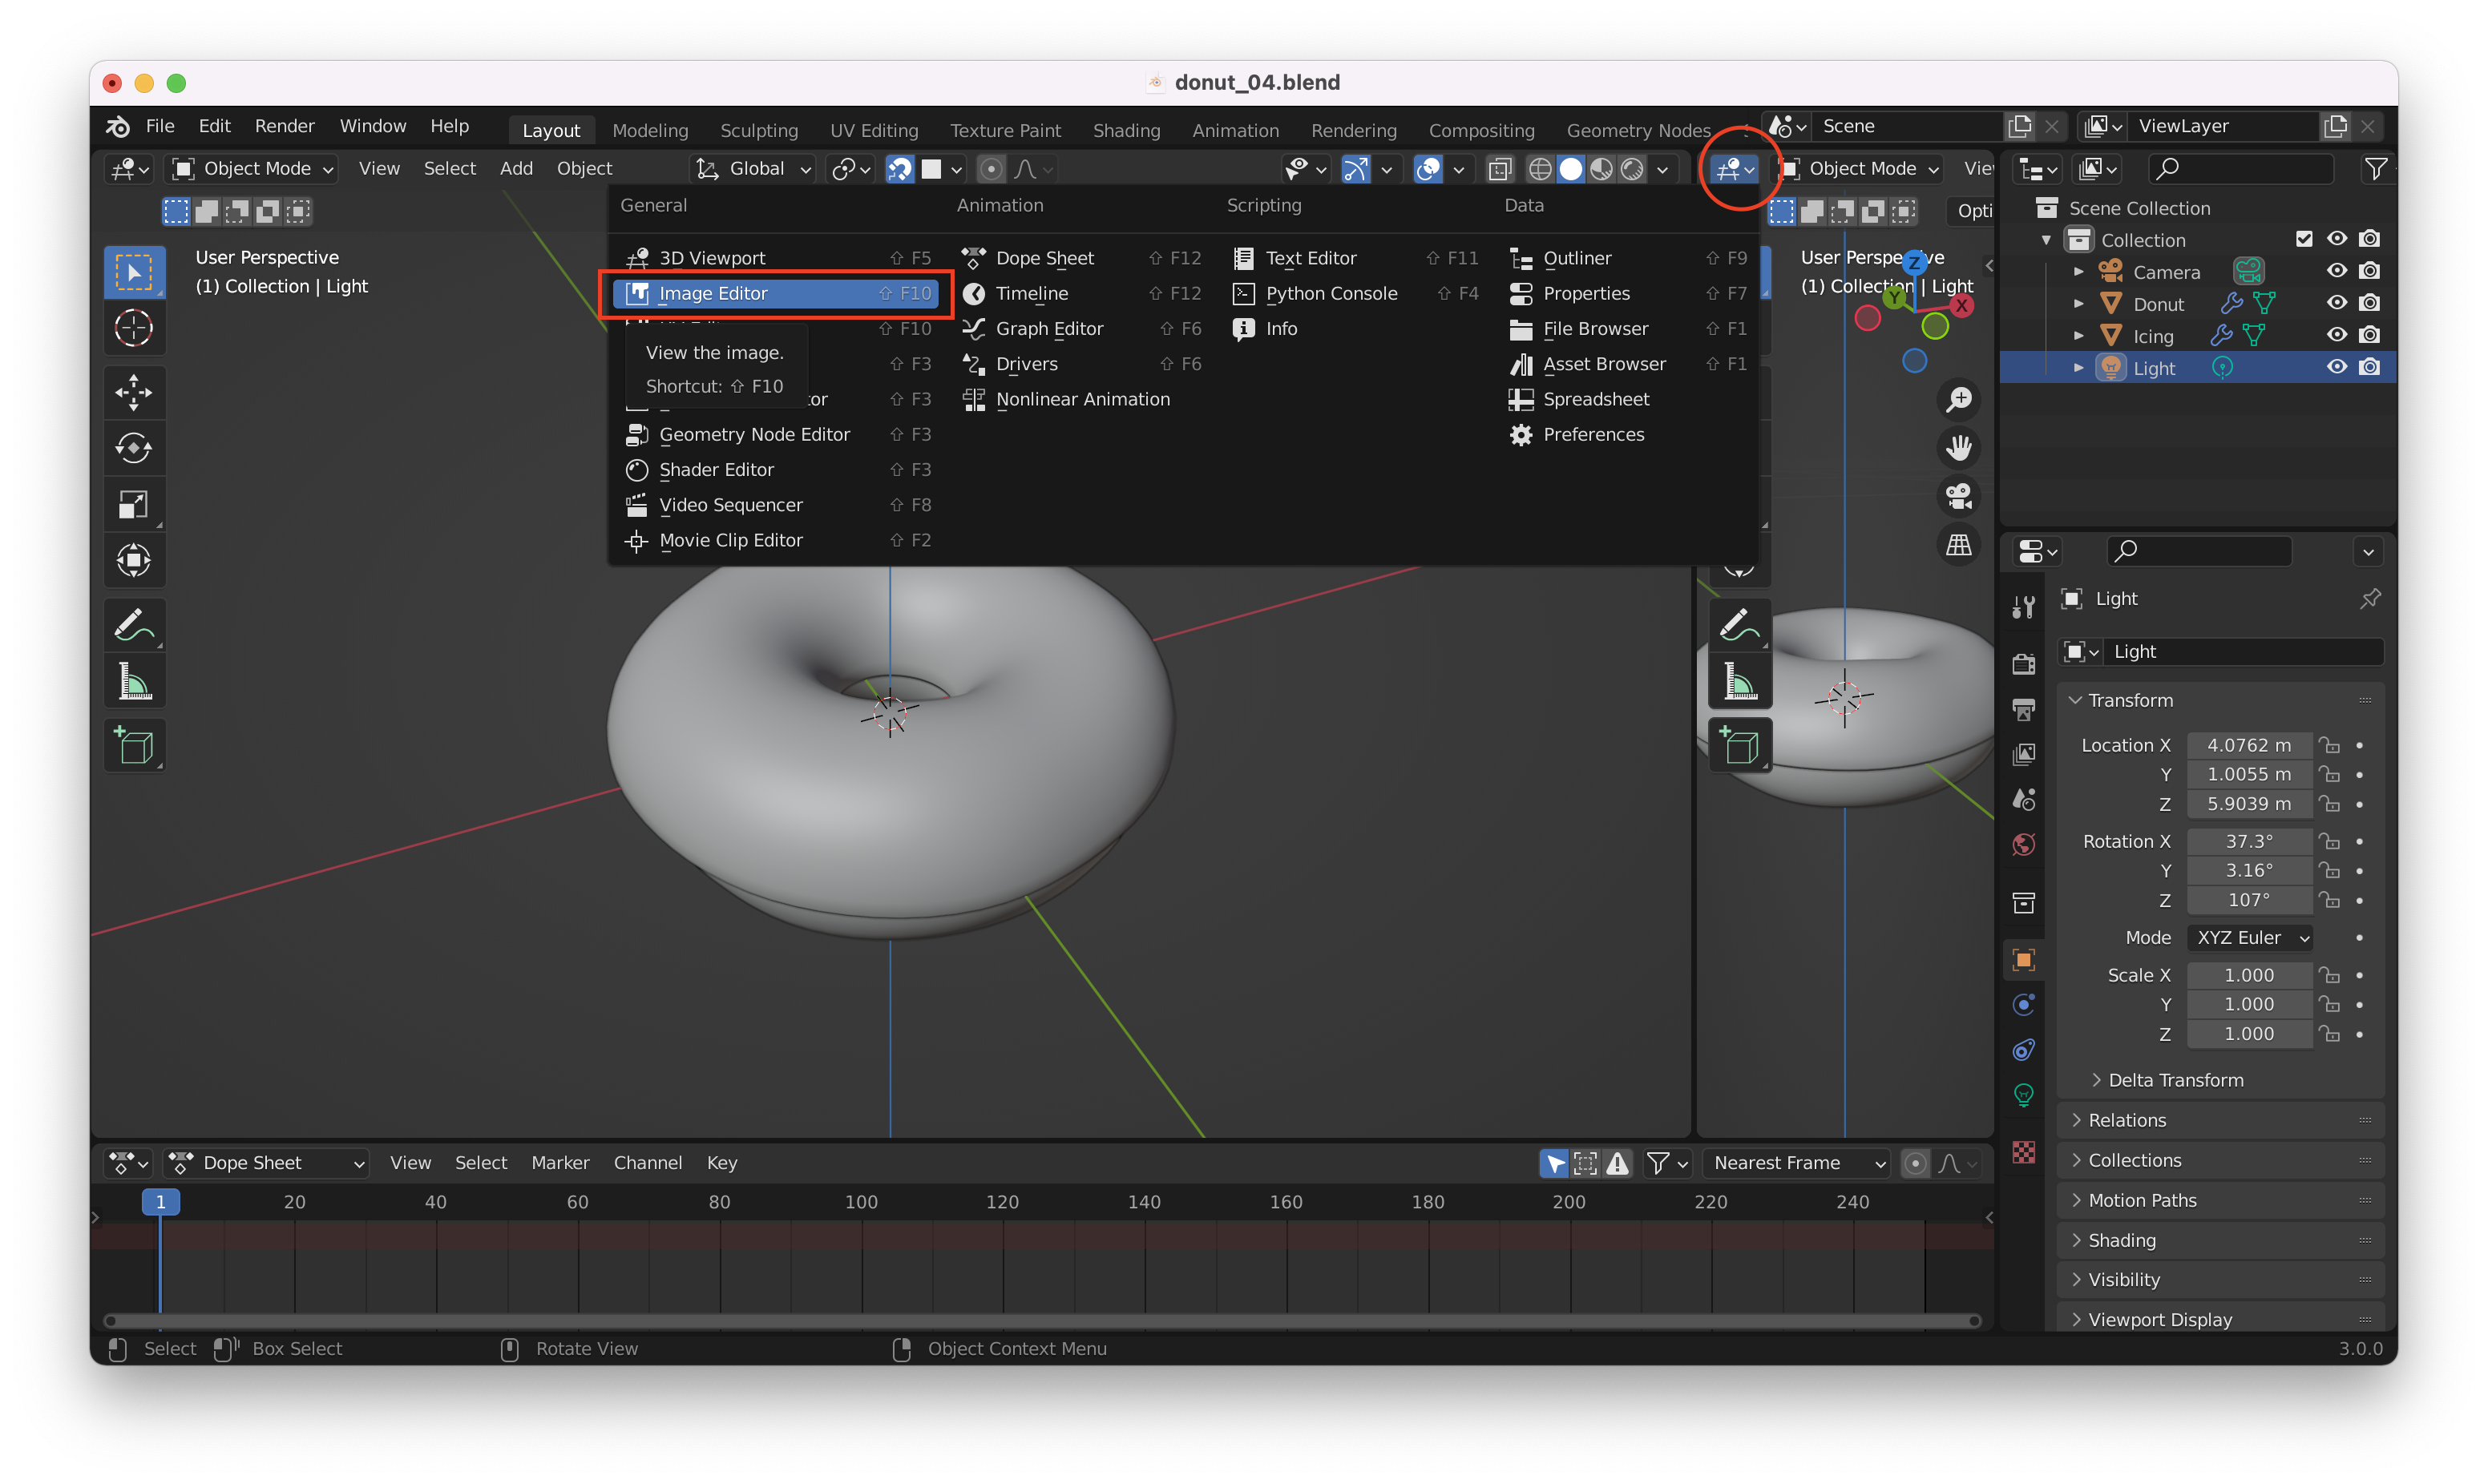 donut_04.blend
File Edit Render Window Help Layout Modeling Sculpting UV Editing Texture Paint Shading Animation Rendering Compositing Geometry Nodes Scene ViewLayer
Object Mode View Select Add Object Global Object Mode
Opti
User Perspective
(1) Collection | Light
General
3D Viewport ⇧ F5
Image Editor ⇧ F10
⇧ F10
View the image.
Shortcut: ⇧ F10
⇧ F3
⇧ F3
Geometry Node Editor ⇧ F3
Shader Editor ⇧ F3
Video Sequencer ⇧ F8
Movie Clip Editor ⇧ F2
Animation
Dope Sheet ⇧ F12
Timeline ⇧ F12
Graph Editor ⇧ F6
Drivers ⇧ F6
Nonlinear Animation
Scripting
Text Editor ⇧ F11
Python Console ⇧ F4
Info
Data
Outliner ⇧ F9
Properties ⇧ F7
File Browser ⇧ F1
Asset Browser ⇧ F1
Spreadsheet
Preferences
User Perspective
(1) Collection | Light
Z
Y
X
Scene Collection
Collection
Camera
Donut
Icing
Light
Light
Light
Transform
Location X 4.0762 m
Y 1.0055 m
Z 5.9039 m
Rotation X 37.3°
Y 3.16°
Z 107°
Mode XYZ Euler
Scale X 1.000
Y 1.000
Z 1.000
Delta Transform
Relations
Collections
Motion Paths
Shading
Visibility
Viewport Display
Dope Sheet View Select Marker Channel Key Nearest Frame
1 20 40 60 80 100 120 140 160 180 200 220 240
Select Box Select Rotate View Object Context Menu 3.0.0